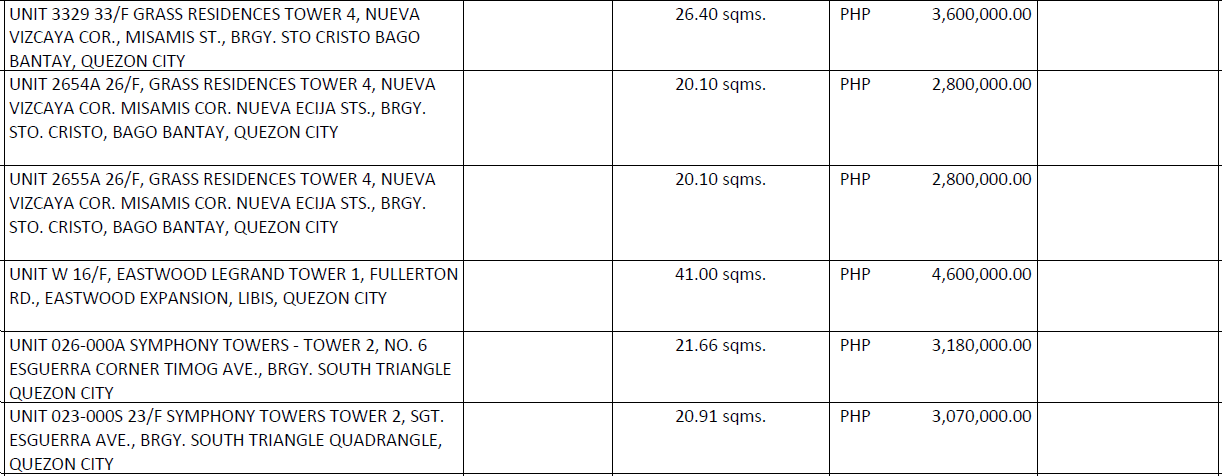 UNIT 3329 33/F GRASS RESIDENCES TOWER 4, NUEVA 26.40 sqms. PHP 3,600,000.00
VIZCAYA COR., MISAMIS ST., BRGY. STO CRISTO BAGO
BANTAY, QUEZON CITY
UNIT 2654A 26/F, GRASS RESIDENCES TOWER 4, NUEVA 20.10 sqms. PHP 2,800,000.00
VIZCAYA COR. MISAMIS COR. NUEVA ECIJA STS., BRGY.
STO. CRISTO, BAGO BANTAY, QUEZON CITY
UNIT 2655A 26/F, GRASS RESIDENCES TOWER 4, NUEVA 20.10 sqms. PHP 2,800,000.00
VIZCAYA COR. MISAMIS COR. NUEVA ECIJA STS., BRGY.
STO. CRISTO, BAGO BANTAY, QUEZON CITY
UNIT W 16/F, EASTWOOD LEGRAND TOWER 1, FULLERTON 41.00 sqms. PHP 4,600,000.00
RD., EASTWOOD EXPANSION, LIBIS, QUEZON CITY
UNIT 026-000A SYMPHONY TOWERS - TOWER 2, NO. 6 21.66 sqms. PHP 3,180,000.00
ESGUERRA CORNER TIMOG AVE., BRGY. SOUTH TRIANGLE
QUEZON CITY
UNIT 023-000S 23/F SYMPHONY TOWERS TOWER 2, SGT. 20.91 sqms. PHP 3,070,000.00
ESGUERRA AVE., BRGY. SOUTH TRIANGLE QUADRANGLE,
QUEZON CITY